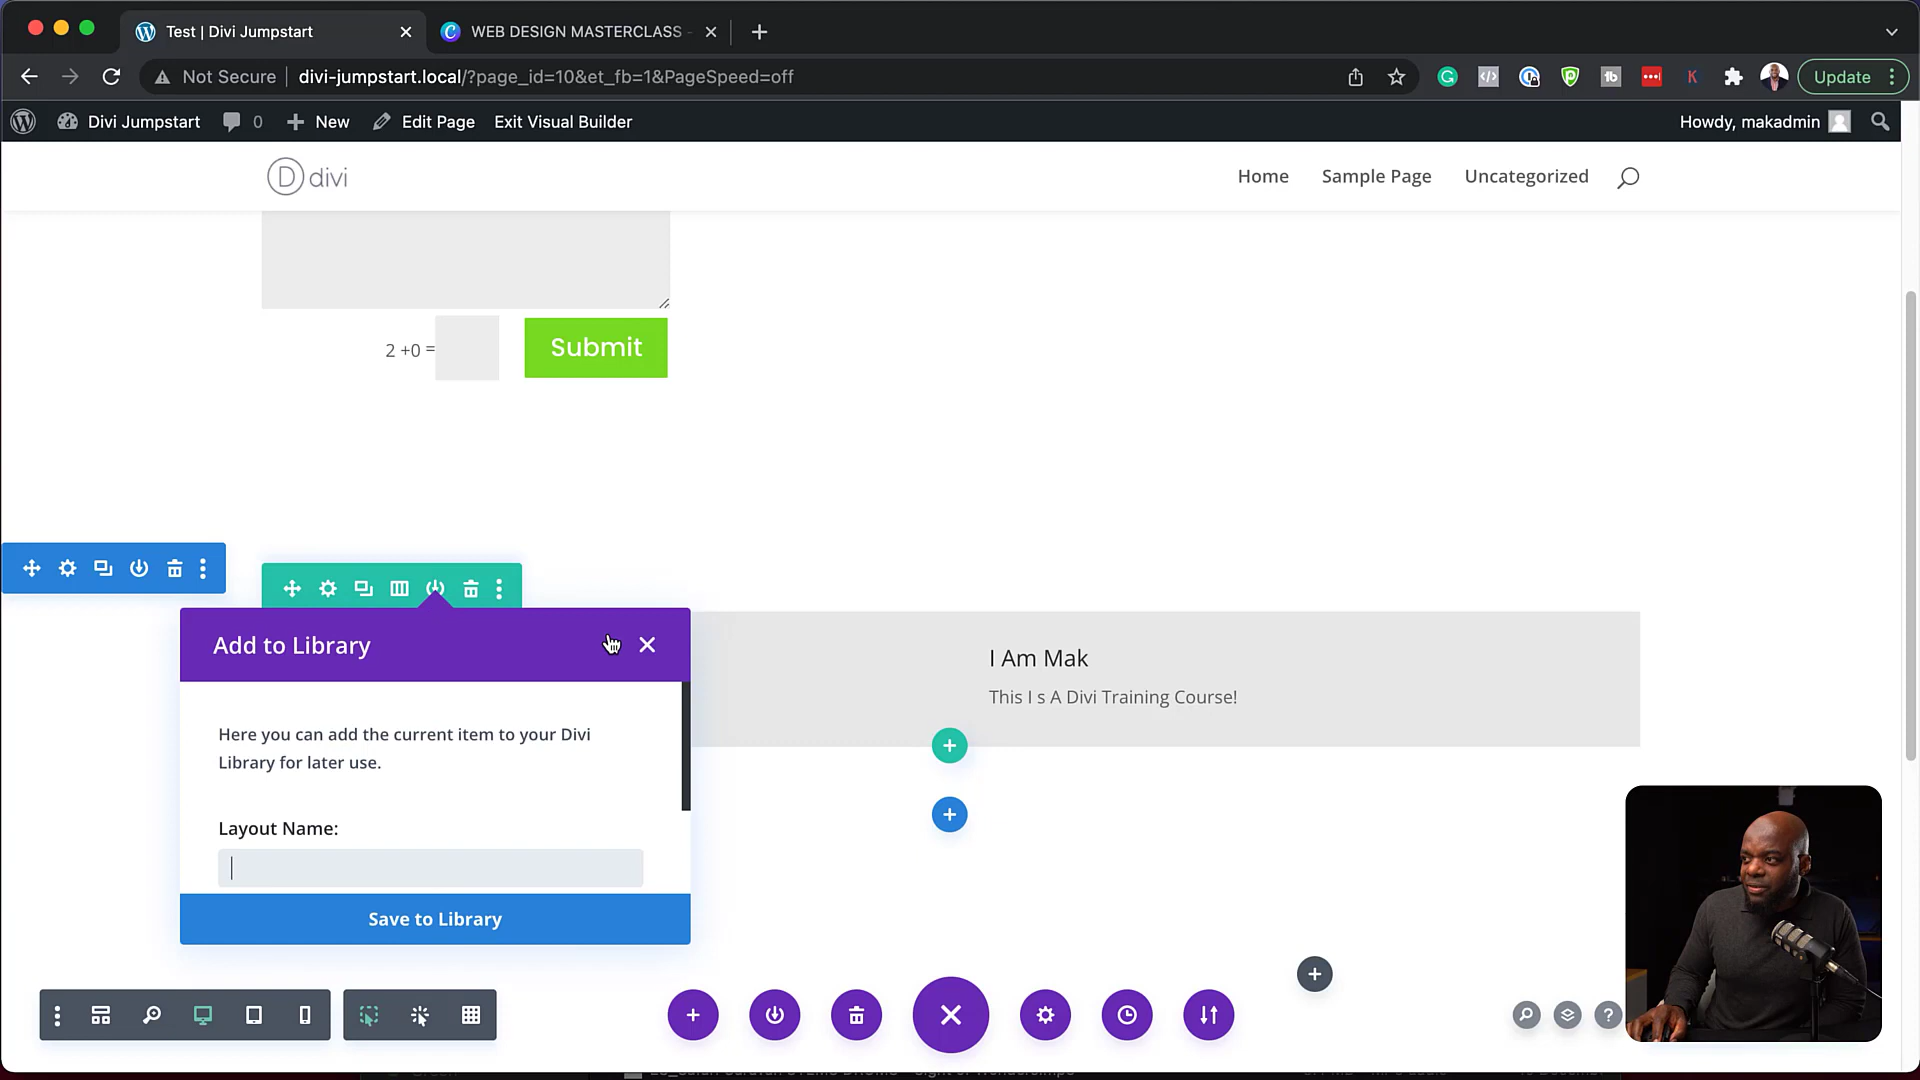 Test | Divi Jumpstart
WEB DESIGN MASTERCLASS -
Not Secure
divi-jumpstart.local/?page_id=10&et_fb=1&PageSpeed=off
Update
Divi Jumpstart
0
New
Edit Page
Exit Visual Builder
Howdy, makadmin
D divi
Home
Sample Page
Uncategorized
2 +0 =
Submit
Add to Library
I Am Mak
This I s A Divi Training Course!
Here you can add the current item to your Divi
Library for later use.
Layout Name:
Save to Library